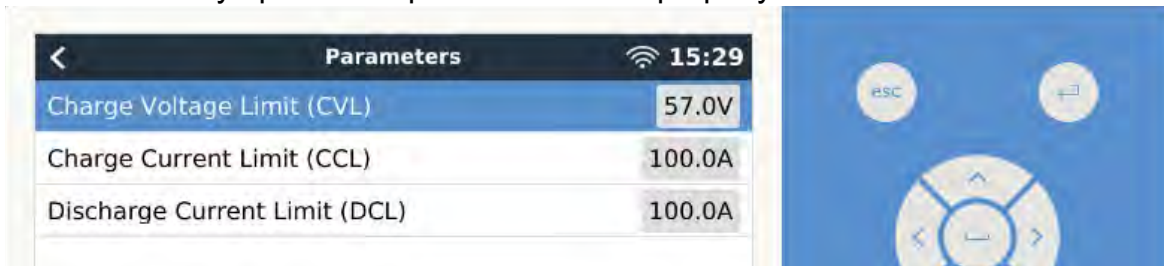 Parameters 15:29
Charge Voltage Limit (CVL) 57.0V
Charge Current Limit (CCL) 100.0A
Discharge Current Limit (DCL) 100.0A
esc